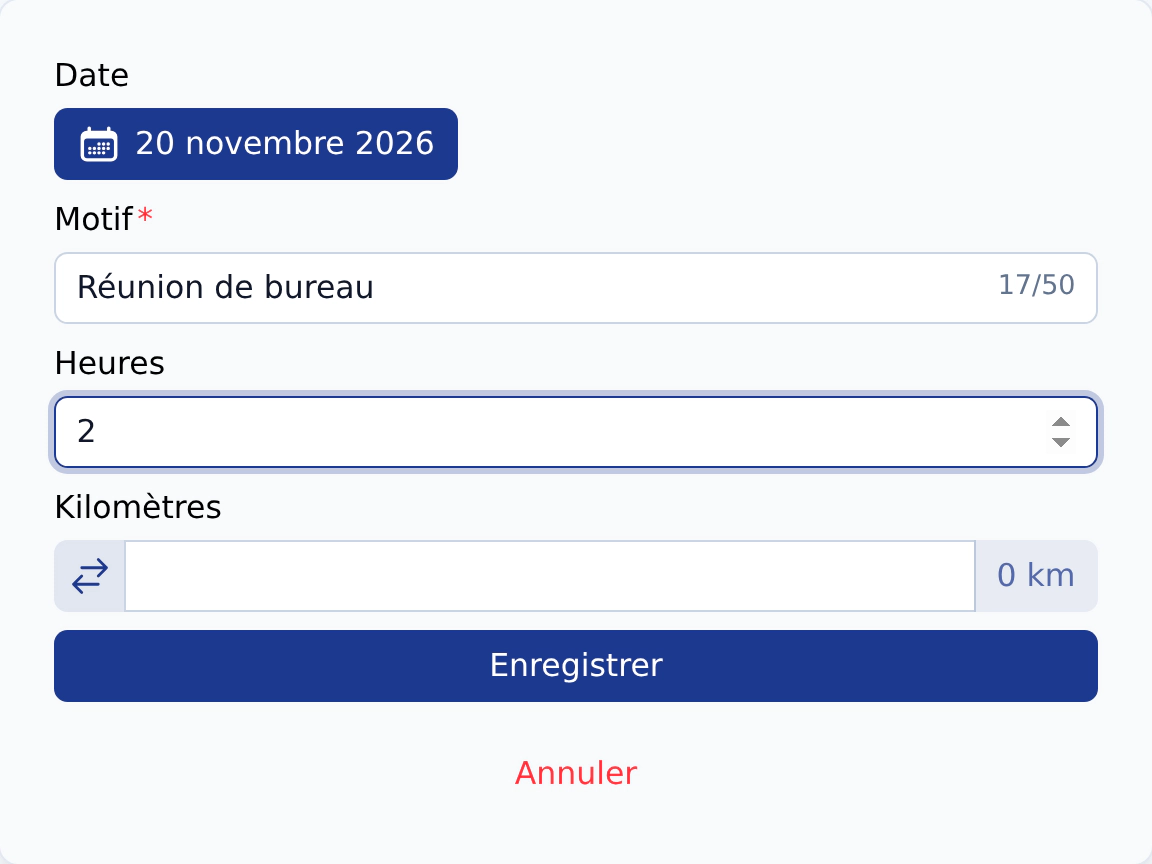 Date
20 novembre 2026
Motif *
Réunion de bureau 17/50
Heures
2
Kilomètres
0 km
Enregistrer
Annuler